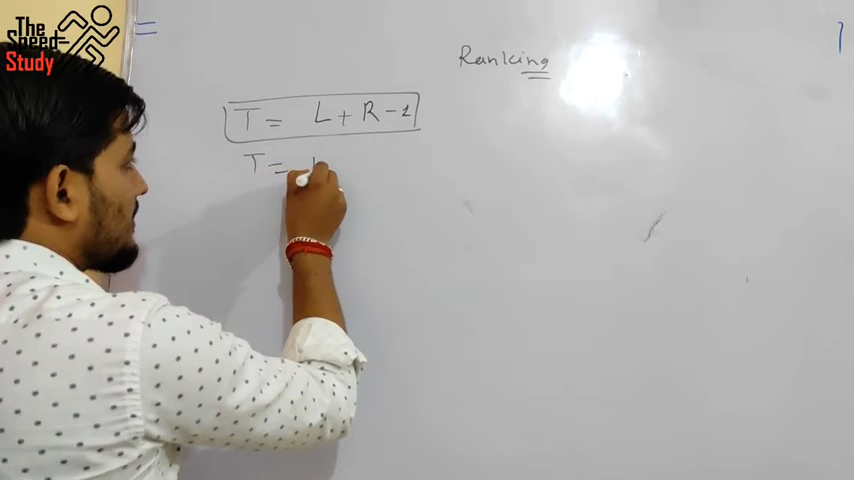 The
Speed
Study
=
Ranking
T = L + R - 1
T =